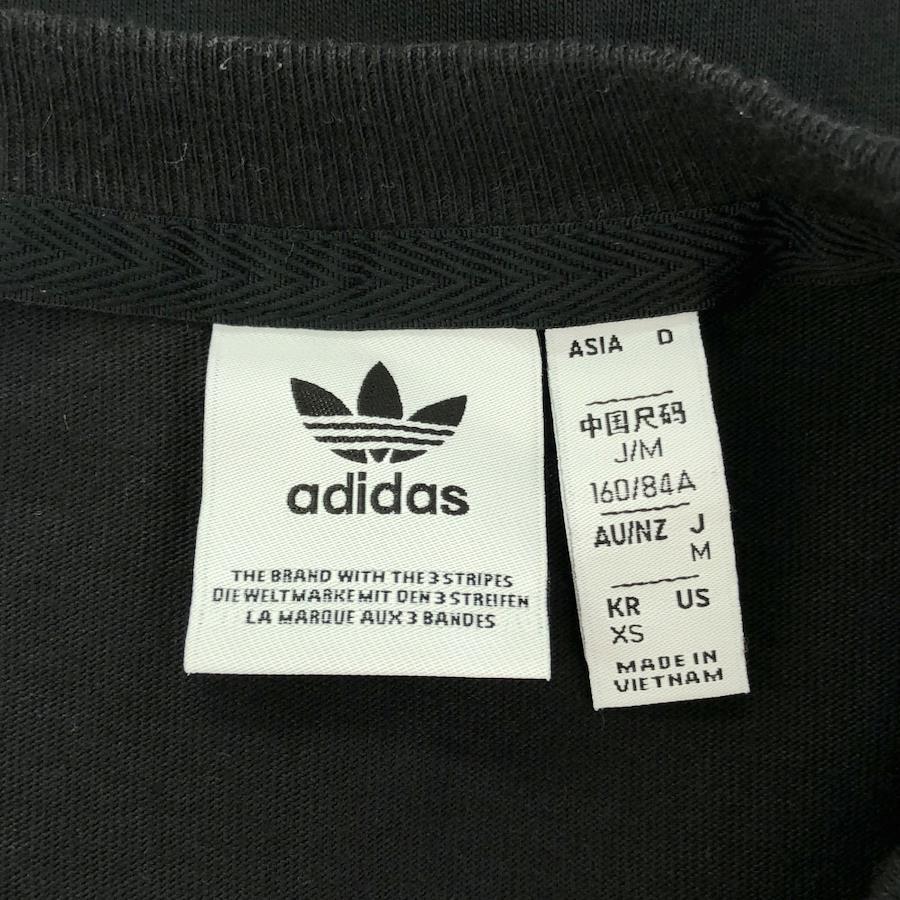 adidas
THE BRAND WITH THE 3 STRIPES
DIE WELTMARKE MIT DEN 3 STREIFEN
LA MARQUE AUX 3 BANDES
ASIA D
中国尺码
J/M
160/84A
AU/NZ J
M
KR US
XS
MADE IN
VIETNAM